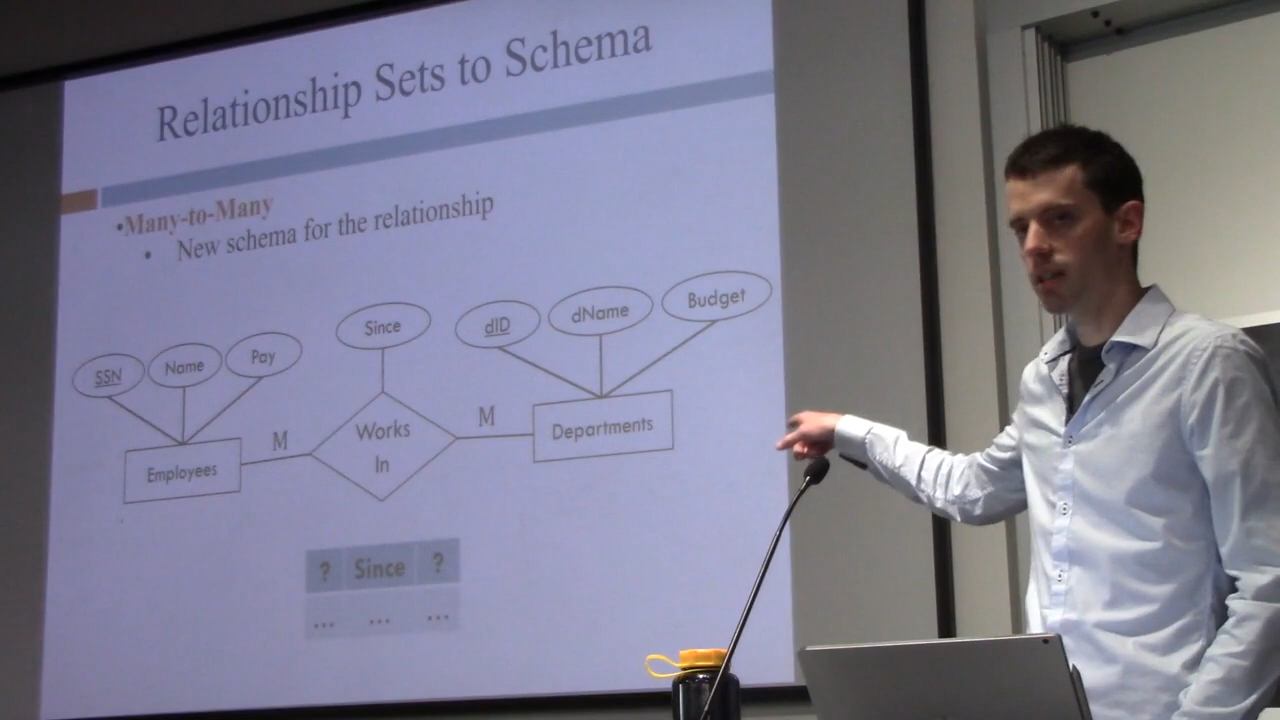 Relationship Sets to Schema
•Many-to-Many
• New schema for the relationship
SSN Name Pay Since dID dName Budget
Employees M Works In M Departments
? Since ?
... ... ...